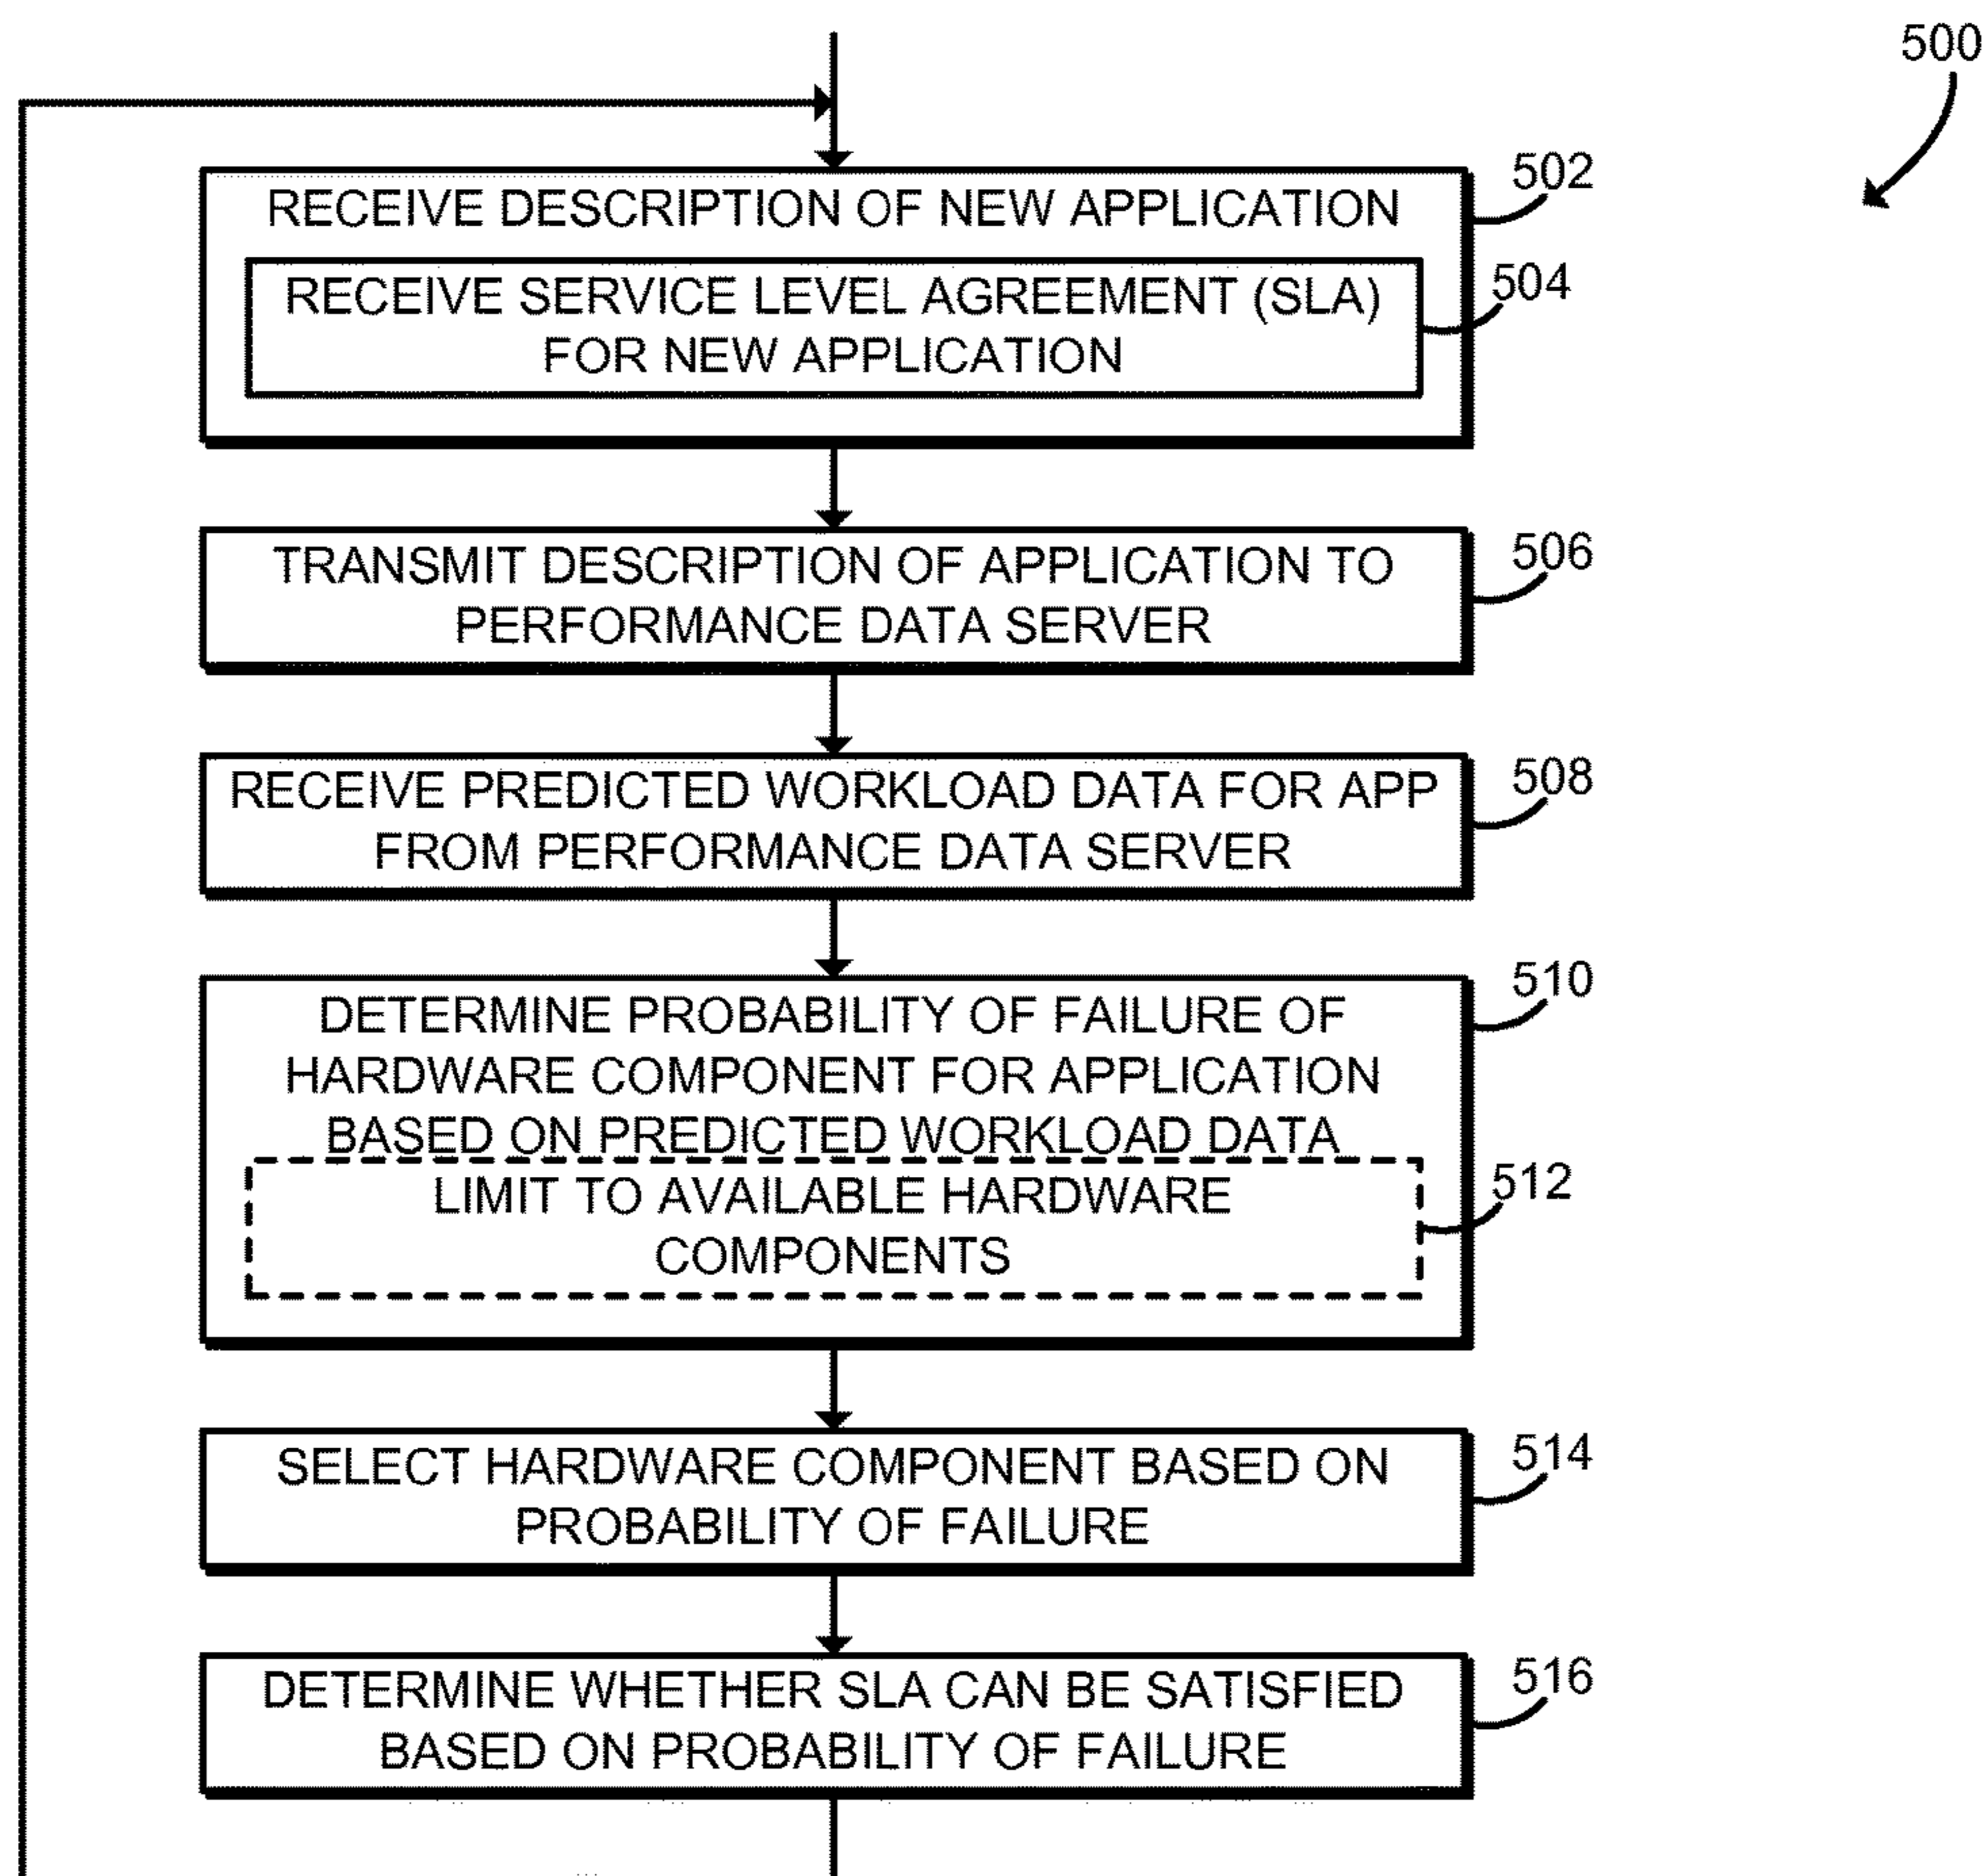 500
502
RECEIVE DESCRIPTION OF NEW APPLICATION
504
RECEIVE SERVICE LEVEL AGREEMENT (SLA)
FOR NEW APPLICATION
506
TRANSMIT DESCRIPTION OF APPLICATION TO
PERFORMANCE DATA SERVER
508
RECEIVE PREDICTED WORKLOAD DATA FOR APP
FROM PERFORMANCE DATA SERVER
510
DETERMINE PROBABILITY OF FAILURE OF
HARDWARE COMPONENT FOR APPLICATION
BASED ON PREDICTED WORKLOAD DATA
512
LIMIT TO AVAILABLE HARDWARE
COMPONENTS
514
SELECT HARDWARE COMPONENT BASED ON
PROBABILITY OF FAILURE
516
DETERMINE WHETHER SLA CAN BE SATISFIED
BASED ON PROBABILITY OF FAILURE